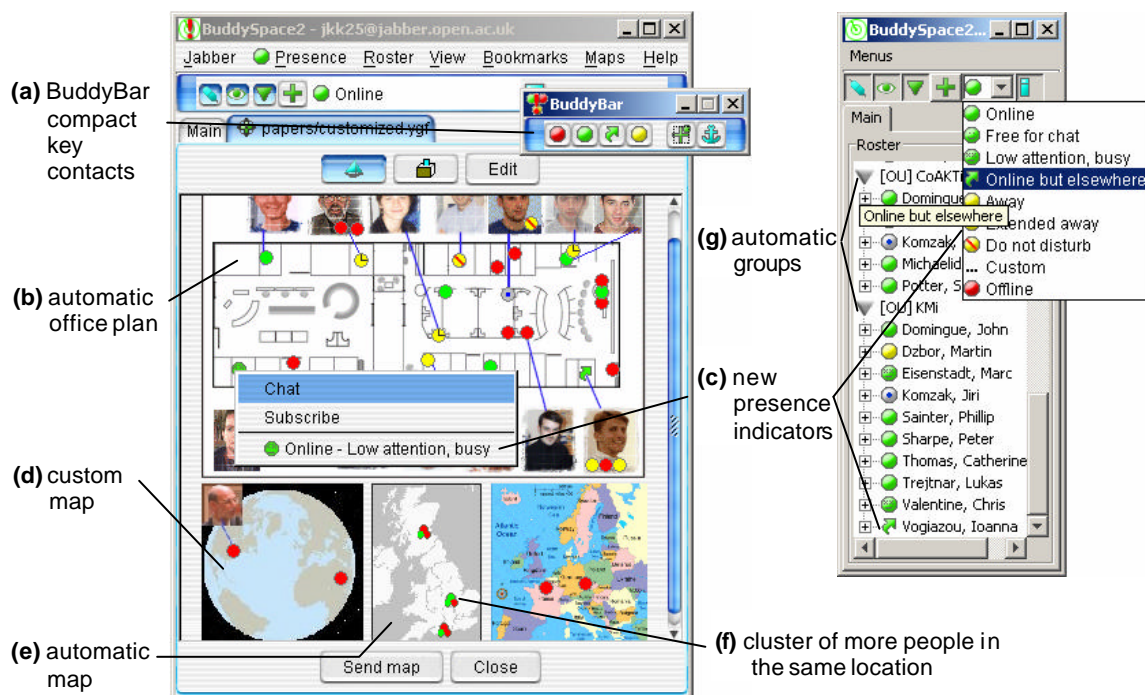 BuddySpace2 - jkk25@jabber.open.ac.uk
Jabber Presence Roster View Bookmarks Maps Help
Online
Main papers/customized.ygf
BuddyBar
Edit
Chat
Subscribe
Online - Low attention, busy
Atlantic
Ocean
Send map Close
(a) BuddyBar
compact
key
contacts
(b) automatic
office plan
(d) custom
map
(e) automatic
map
(g) automatic
groups
(c) new
presence
indicators
(f) cluster of more people in
the same location
BuddySpace2...
Menus
Main
Roster
Online
Free for chat
Low attention, busy
Online but elsewhere
Away
Extended away
Do not disturb
... Custom
Offline
[OU] CoAKTi
Domingue
Online but elsewhere
Komzak,
Michaelid
Potter, S
[OU] KMi
Domingue, John
Dzbor, Martin
Eisenstadt, Marc
Komzak, Jiri
Sainter, Phillip
Sharpe, Peter
Thomas, Catherine
Trejtnar, Lukas
Valentine, Chris
Vogiazou, Ioanna